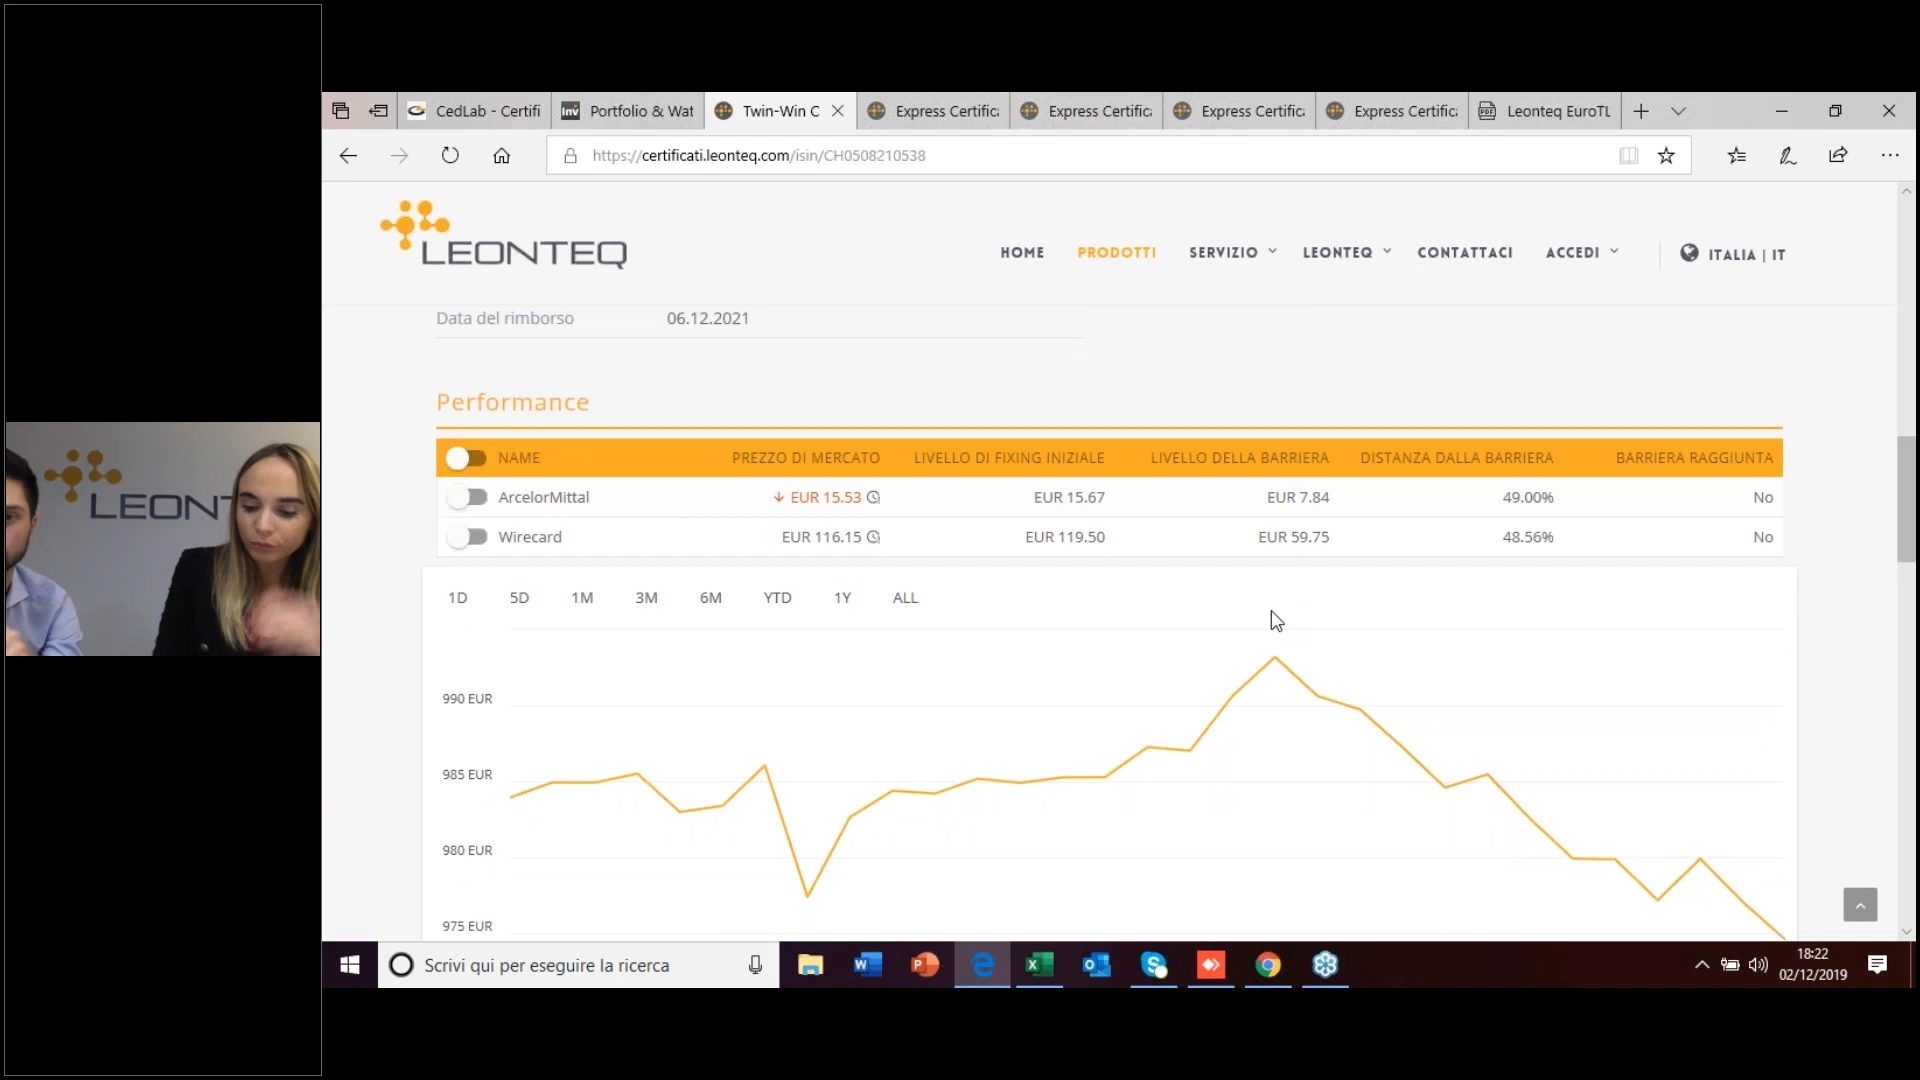 CedLab - Certifi
Portfolio & Wat
Twin-Win C
Express Certific
Express Certific
Express Certific
Express Certific
Leonteq EuroTL
https://certificati.leonteq.com/isin/CH0508210538
LEONTEQ
HOME
PRODOTTI
SERVIZIO
LEONTEQ
CONTATTACI
ACCEDI
ITALIA | IT
Data del rimborso 06.12.2021
Performance
NAME PREZZO DI MERCATO LIVELLO DI FIXING INIZIALE LIVELLO DELLA BARRIERA DISTANZA DALLA BARRIERA BARRIERA RAGGIUNTA
ArcelorMittal EUR 15.53 EUR 15.67 EUR 7.84 49.00% No
Wirecard EUR 116.15 EUR 119.50 EUR 59.75 48.56% No
LEONT
1D 5D 1M 3M 6M YTD 1Y ALL
990 EUR
985 EUR
980 EUR
975 EUR
Scrivi qui per eseguire la ricerca
18:22
02/12/2019